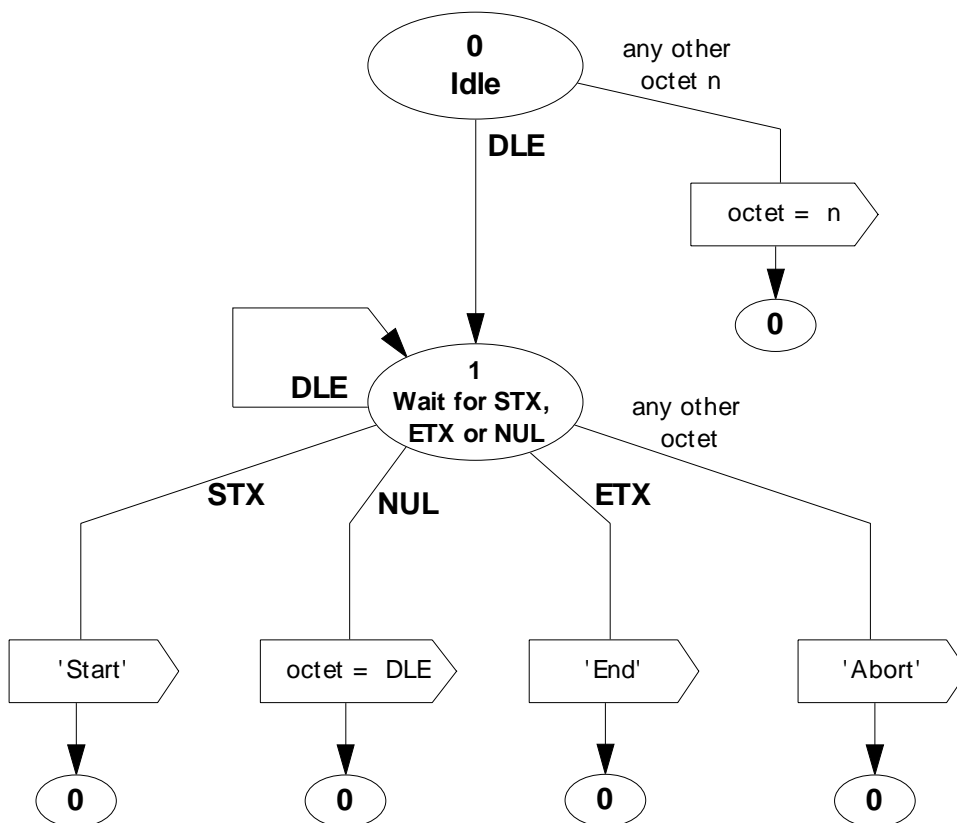 0
Idle
any other
octet n
DLE
octet = n
0
DLE
1
Wait for STX,
ETX or NUL
any other
octet
STX
NUL
ETX
'Start'
octet = DLE
'End'
'Abort'
0
0
0
0